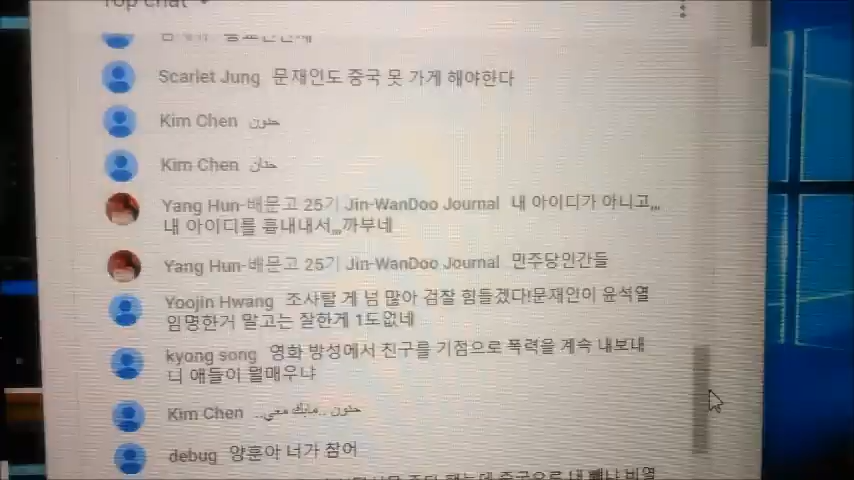 Top chat
Scarlet Jung 문재인도 중국 못 가게 해야한다
Kim Chen حنون
Kim Chen حنان
Yang Hun-배문고 25기 Jin-WanDoo Journal 내 아이디가 아니고,,,
내 아이디를 흉내내서,,,까부네
Yang Hun-배문고 25기 Jin-WanDoo Journal 민주당인간들
Yoojin Hwang 조사할 게 넘 많아 검찰 힘들겠다!문재인이 윤석열
임명한거 말고는 잘한게 1도없네
kyong song 영화 방성에서 친구를 기점으로 폭력을 계속 내보내
니 애들이 뭘매우냐
Kim Chen حنون ..مابك معي..
debug 양훈아 너가 참어